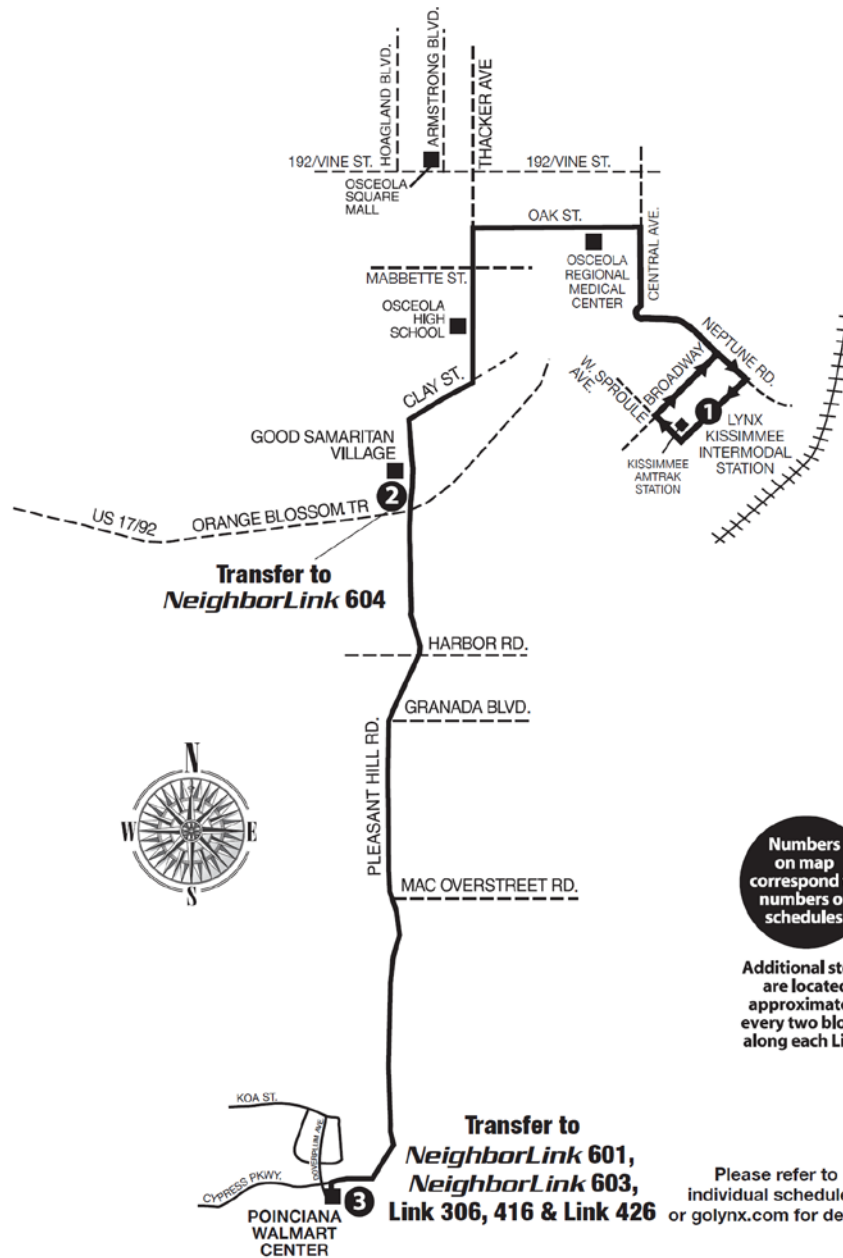 HOAGLAND BLVD.
ARMSTRONG BLVD.
THACKER AVE
192/VINE ST.
192/VINE ST.
OSCEOLA
SQUARE
MALL
OAK ST.
CENTRAL AVE.
OSCEOLA
REGIONAL
MEDICAL
CENTER
MABBETTE ST.
OSCEOLA
HIGH
SCHOOL
NEPTUNE RD.
BROADWAY
W. SPROULE
AVE.
CLAY ST.
1
LYNX
KISSIMMEE
INTERMODAL
STATION
KISSIMMEE
AMTRAK
STATION
GOOD SAMARITAN
VILLAGE
2
US 17/92
ORANGE BLOSSOM TR
Transfer to
NeighborLink 604
HARBOR RD.
GRANADA BLVD.
PLEASANT HILL RD.
N
W
E
S
MAC OVERSTREET RD.
Numbers
on map
correspond
numbers o
schedules
Additional st
are located
approximat
every two blo
along each Li
KOA ST.
DOVERPLUM AVE
CYPRESS PKWY.
3
POINCIANA
WALMART
CENTER
Transfer to
NeighborLink 601,
NeighborLink 603,
Link 306, 416 & Link 426
Please refer to
individual schedule
or golynx.com for de